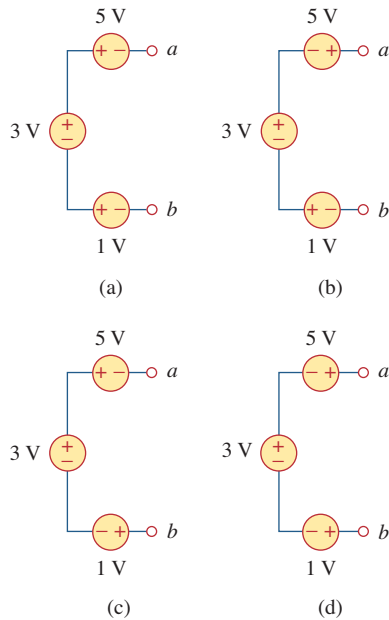 5 V 5 V
+ − a − + a
3 V + − 3 V + −
+ − b + − b
1 V 1 V
(a) (b)
5 V 5 V
+ − a − + a
3 V + − 3 V + −
− + b − + b
1 V 1 V
(c) (d)